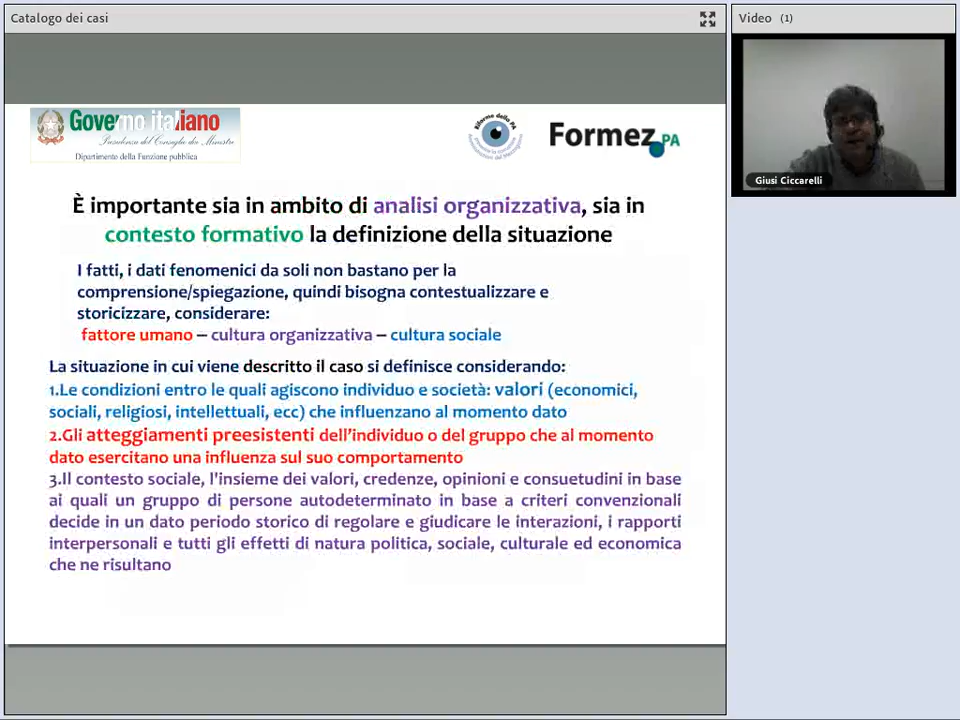 Catalogo dei casi
Video (1)
Governo italiano
Presidenza del Consiglio dei Ministri
Dipartimento della Funzione pubblica
Riforme della PA
Formez PA
Giusi Ciccarelli
È importante sia in ambito di analisi organizzativa, sia in
contesto formativo la definizione della situazione
I fatti, i dati fenomenici da soli non bastano per la
comprensione/spiegazione, quindi bisogna contestualizzare e
storicizzare, considerare:
fattore umano – cultura organizzativa – cultura sociale
La situazione in cui viene descritto il caso si definisce considerando:
1.Le condizioni entro le quali agiscono individuo e società: valori (economici,
sociali, religiosi, intellettuali, ecc) che influenzano al momento dato
2.Gli atteggiamenti preesistenti dell’individuo o del gruppo che al momento
dato esercitano una influenza sul suo comportamento
3.Il contesto sociale, l’insieme dei valori, credenze, opinioni e consuetudini in base
ai quali un gruppo di persone autodeterminato in base a criteri convenzionali
decide in un dato periodo storico di regolare e giudicare le interazioni, i rapporti
interpersonali e tutti gli effetti di natura politica, sociale, culturale ed economica
che ne risultano